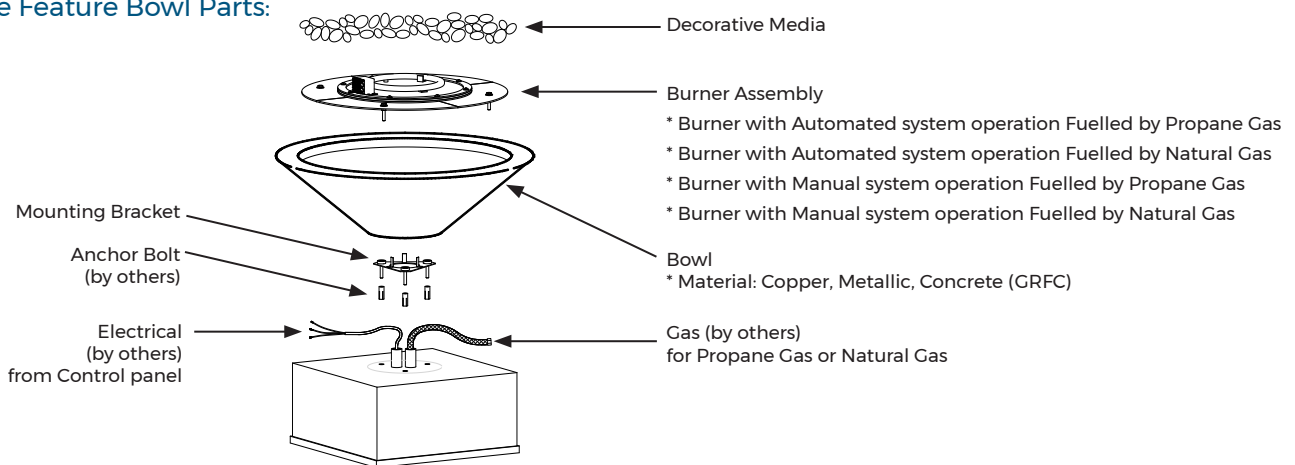 e Feature Bowl Parts:
Decorative Media
Burner Assembly
* Burner with Automated system operation Fuelled by Propane Gas
* Burner with Automated system operation Fuelled by Natural Gas
* Burner with Manual system operation Fuelled by Propane Gas
* Burner with Manual system operation Fuelled by Natural Gas
Mounting Bracket
Anchor Bolt
(by others)
Bowl
* Material: Copper, Metallic, Concrete (GRFC)
Electrical
(by others)
from Control panel
Gas (by others)
for Propane Gas or Natural Gas